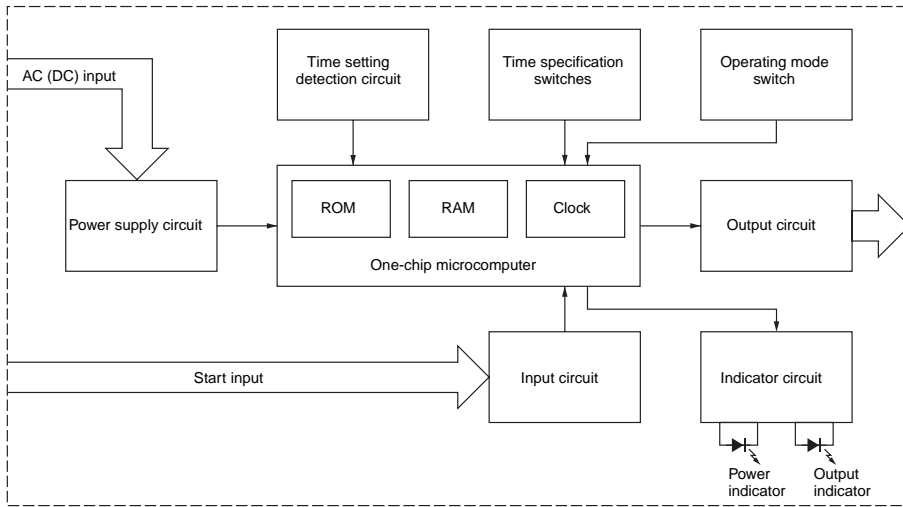 AC (DC) input
Time setting
detection circuit
Time specification
switches
Operating mode
switch
Power supply circuit
ROM
RAM
Clock
One-chip microcomputer
Output circuit
Start input
Input circuit
Indicator circuit
Power
indicator
Output
indicator